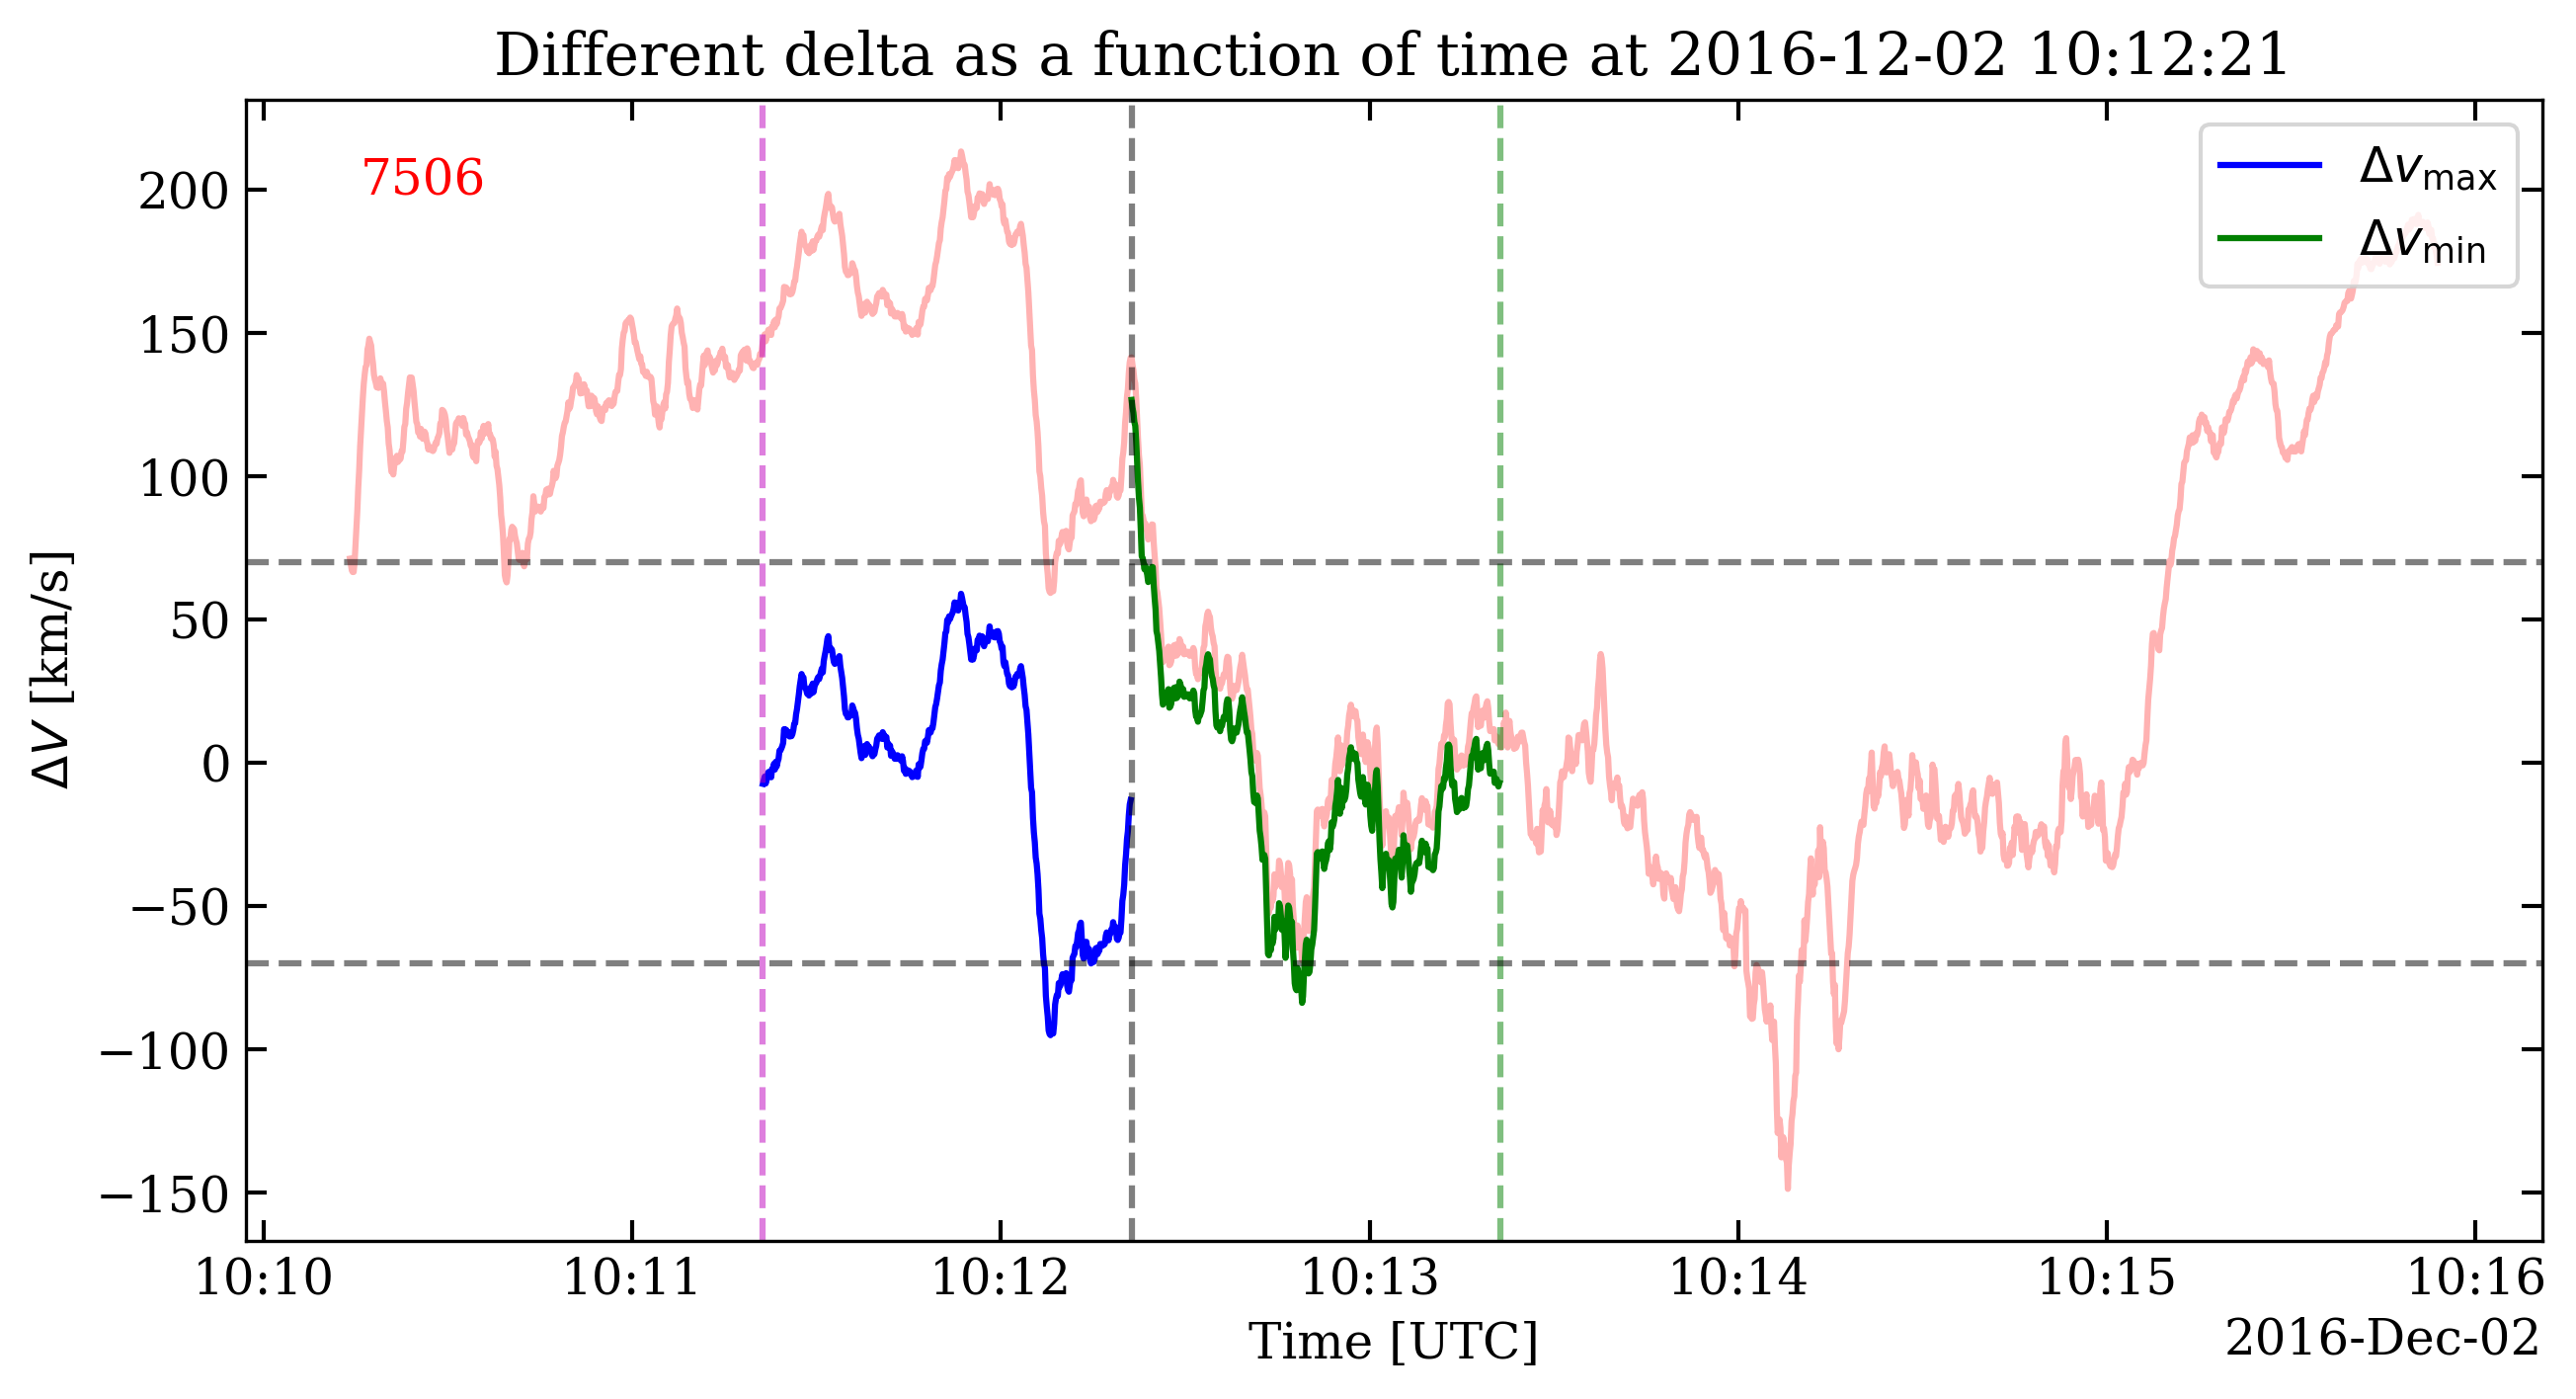 Different delta as a function of time at 2016-12-02 10:12:21
7506
Δv_max
Δv_min
200
150
100
50
0
−50
−100
−150
ΔV [km/s]
10:10 10:11 10:12 10:13 10:14 10:15 10:16
Time [UTC]
2016-Dec-02